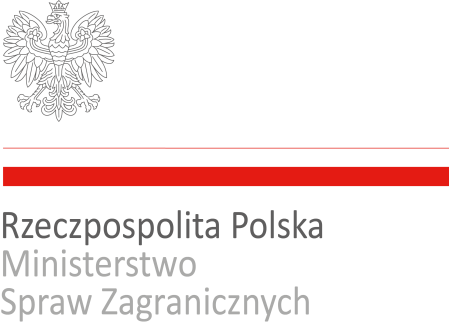 Rzeczpospolita Polska
Ministerstwo
Spraw Zagranicznych